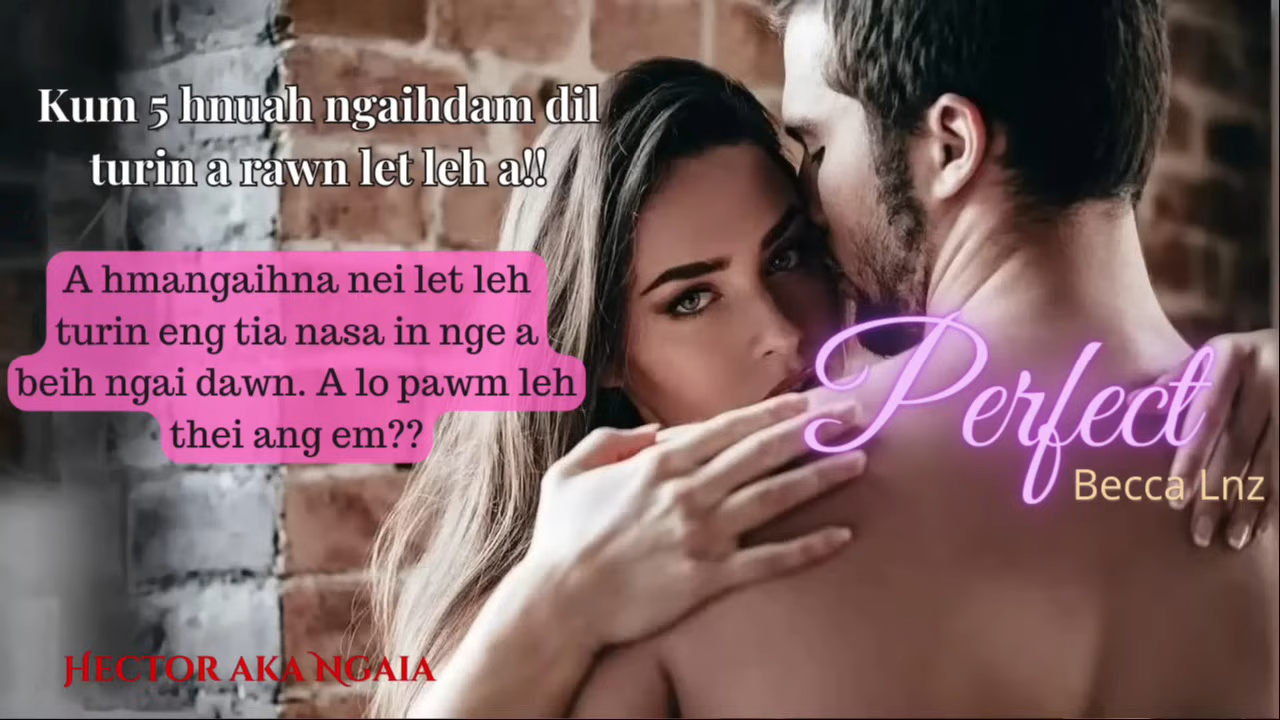 Kum 5 hnuah ngaihdam dil
turin a rawn let leh a!!
A hmangaihna nei let leh
turin eng tia nasa in nge a
beih ngai dawn. A lo pawm leh
thei ang em??
Perfect
Becca Lnz
Hector aka Ngaia